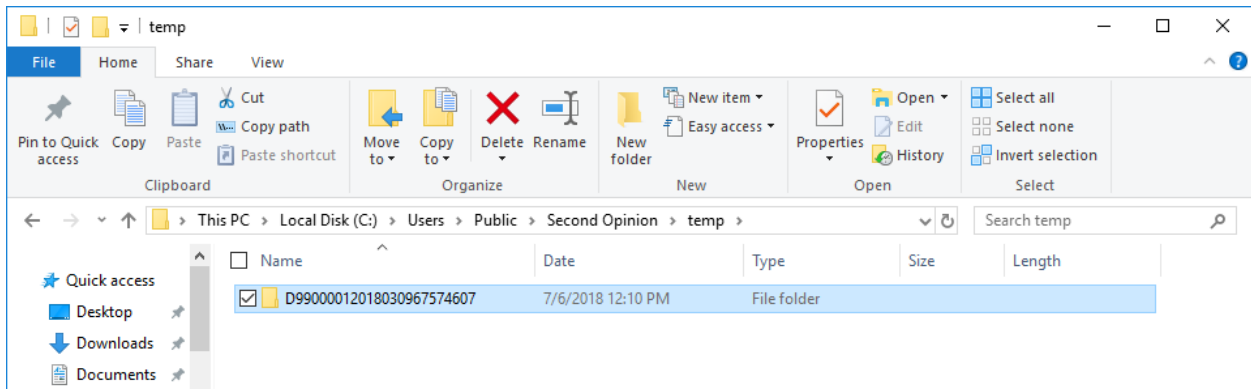 temp
File Home Share View
Pin to Quick access Copy Paste Cut Copy path Paste shortcut Move to Copy to Delete Rename New folder New item Easy access Properties Open Edit History Select all Select none Invert selection
Clipboard Organize New Open Select
This PC > Local Disk (C:) > Users > Public > Second Opinion > temp > Search temp
Name Date Type Size Length
Quick access
D99000012018030967574607 7/6/2018 12:10 PM File folder
Desktop
Downloads
Documents